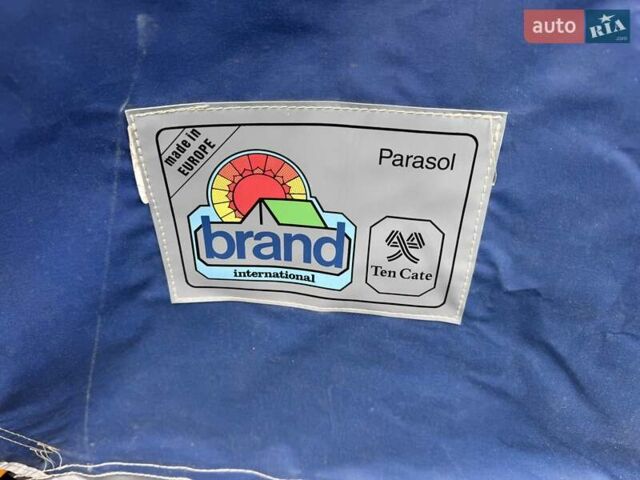 auto RIA.com
made in
EUROPE
Parasol
brand
international
Ten Cate